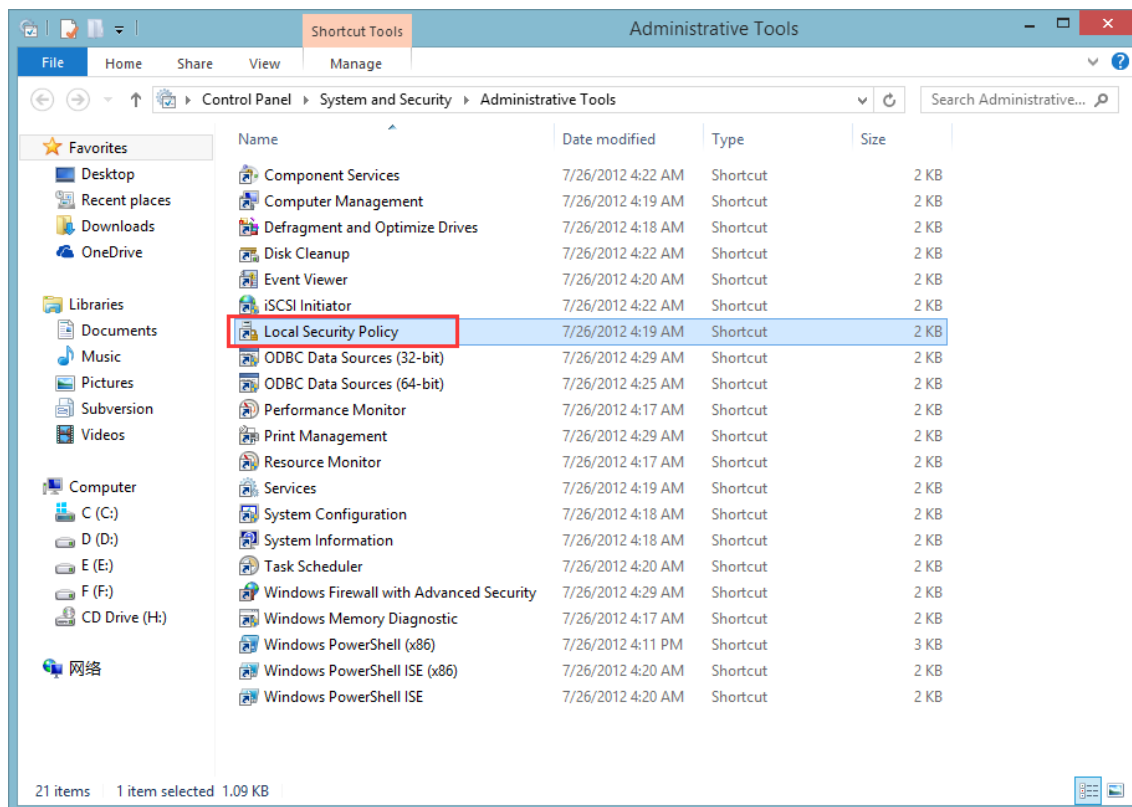 Shortcut Tools
Administrative Tools
File Home Share View Manage
Control Panel System and Security Administrative Tools Search Administrative...
Favorites
Desktop
Recent places
Downloads
OneDrive
Libraries
Documents
Music
Pictures
Subversion
Videos
Computer
C (C:)
D (D:)
E (E:)
F (F:)
CD Drive (H:)
网络
Name Date modified Type Size
Component Services 7/26/2012 4:22 AM Shortcut 2 KB
Computer Management 7/26/2012 4:19 AM Shortcut 2 KB
Defragment and Optimize Drives 7/26/2012 4:18 AM Shortcut 2 KB
Disk Cleanup 7/26/2012 4:22 AM Shortcut 2 KB
Event Viewer 7/26/2012 4:20 AM Shortcut 2 KB
iSCSI Initiator 7/26/2012 4:22 AM Shortcut 2 KB
Local Security Policy 7/26/2012 4:19 AM Shortcut 2 KB
ODBC Data Sources (32-bit) 7/26/2012 4:29 AM Shortcut 2 KB
ODBC Data Sources (64-bit) 7/26/2012 4:25 AM Shortcut 2 KB
Performance Monitor 7/26/2012 4:17 AM Shortcut 2 KB
Print Management 7/26/2012 4:29 AM Shortcut 2 KB
Resource Monitor 7/26/2012 4:17 AM Shortcut 2 KB
Services 7/26/2012 4:19 AM Shortcut 2 KB
System Configuration 7/26/2012 4:18 AM Shortcut 2 KB
System Information 7/26/2012 4:18 AM Shortcut 2 KB
Task Scheduler 7/26/2012 4:20 AM Shortcut 2 KB
Windows Firewall with Advanced Security 7/26/2012 4:29 AM Shortcut 2 KB
Windows Memory Diagnostic 7/26/2012 4:17 AM Shortcut 2 KB
Windows PowerShell (x86) 7/26/2012 4:11 PM Shortcut 3 KB
Windows PowerShell ISE (x86) 7/26/2012 4:20 AM Shortcut 2 KB
Windows PowerShell ISE 7/26/2012 4:20 AM Shortcut 2 KB
21 items 1 item selected 1.09 KB